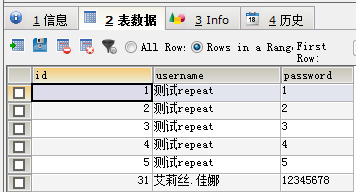 1 信息 2 表数据 3 Info 4 历史
All Row: Rows in a Rang First Row:
id username password
1 测试repeat 1
2 测试repeat 2
3 测试repeat 3
4 测试repeat 4
5 测试repeat 5
31 艾莉丝.佳娜 12345678